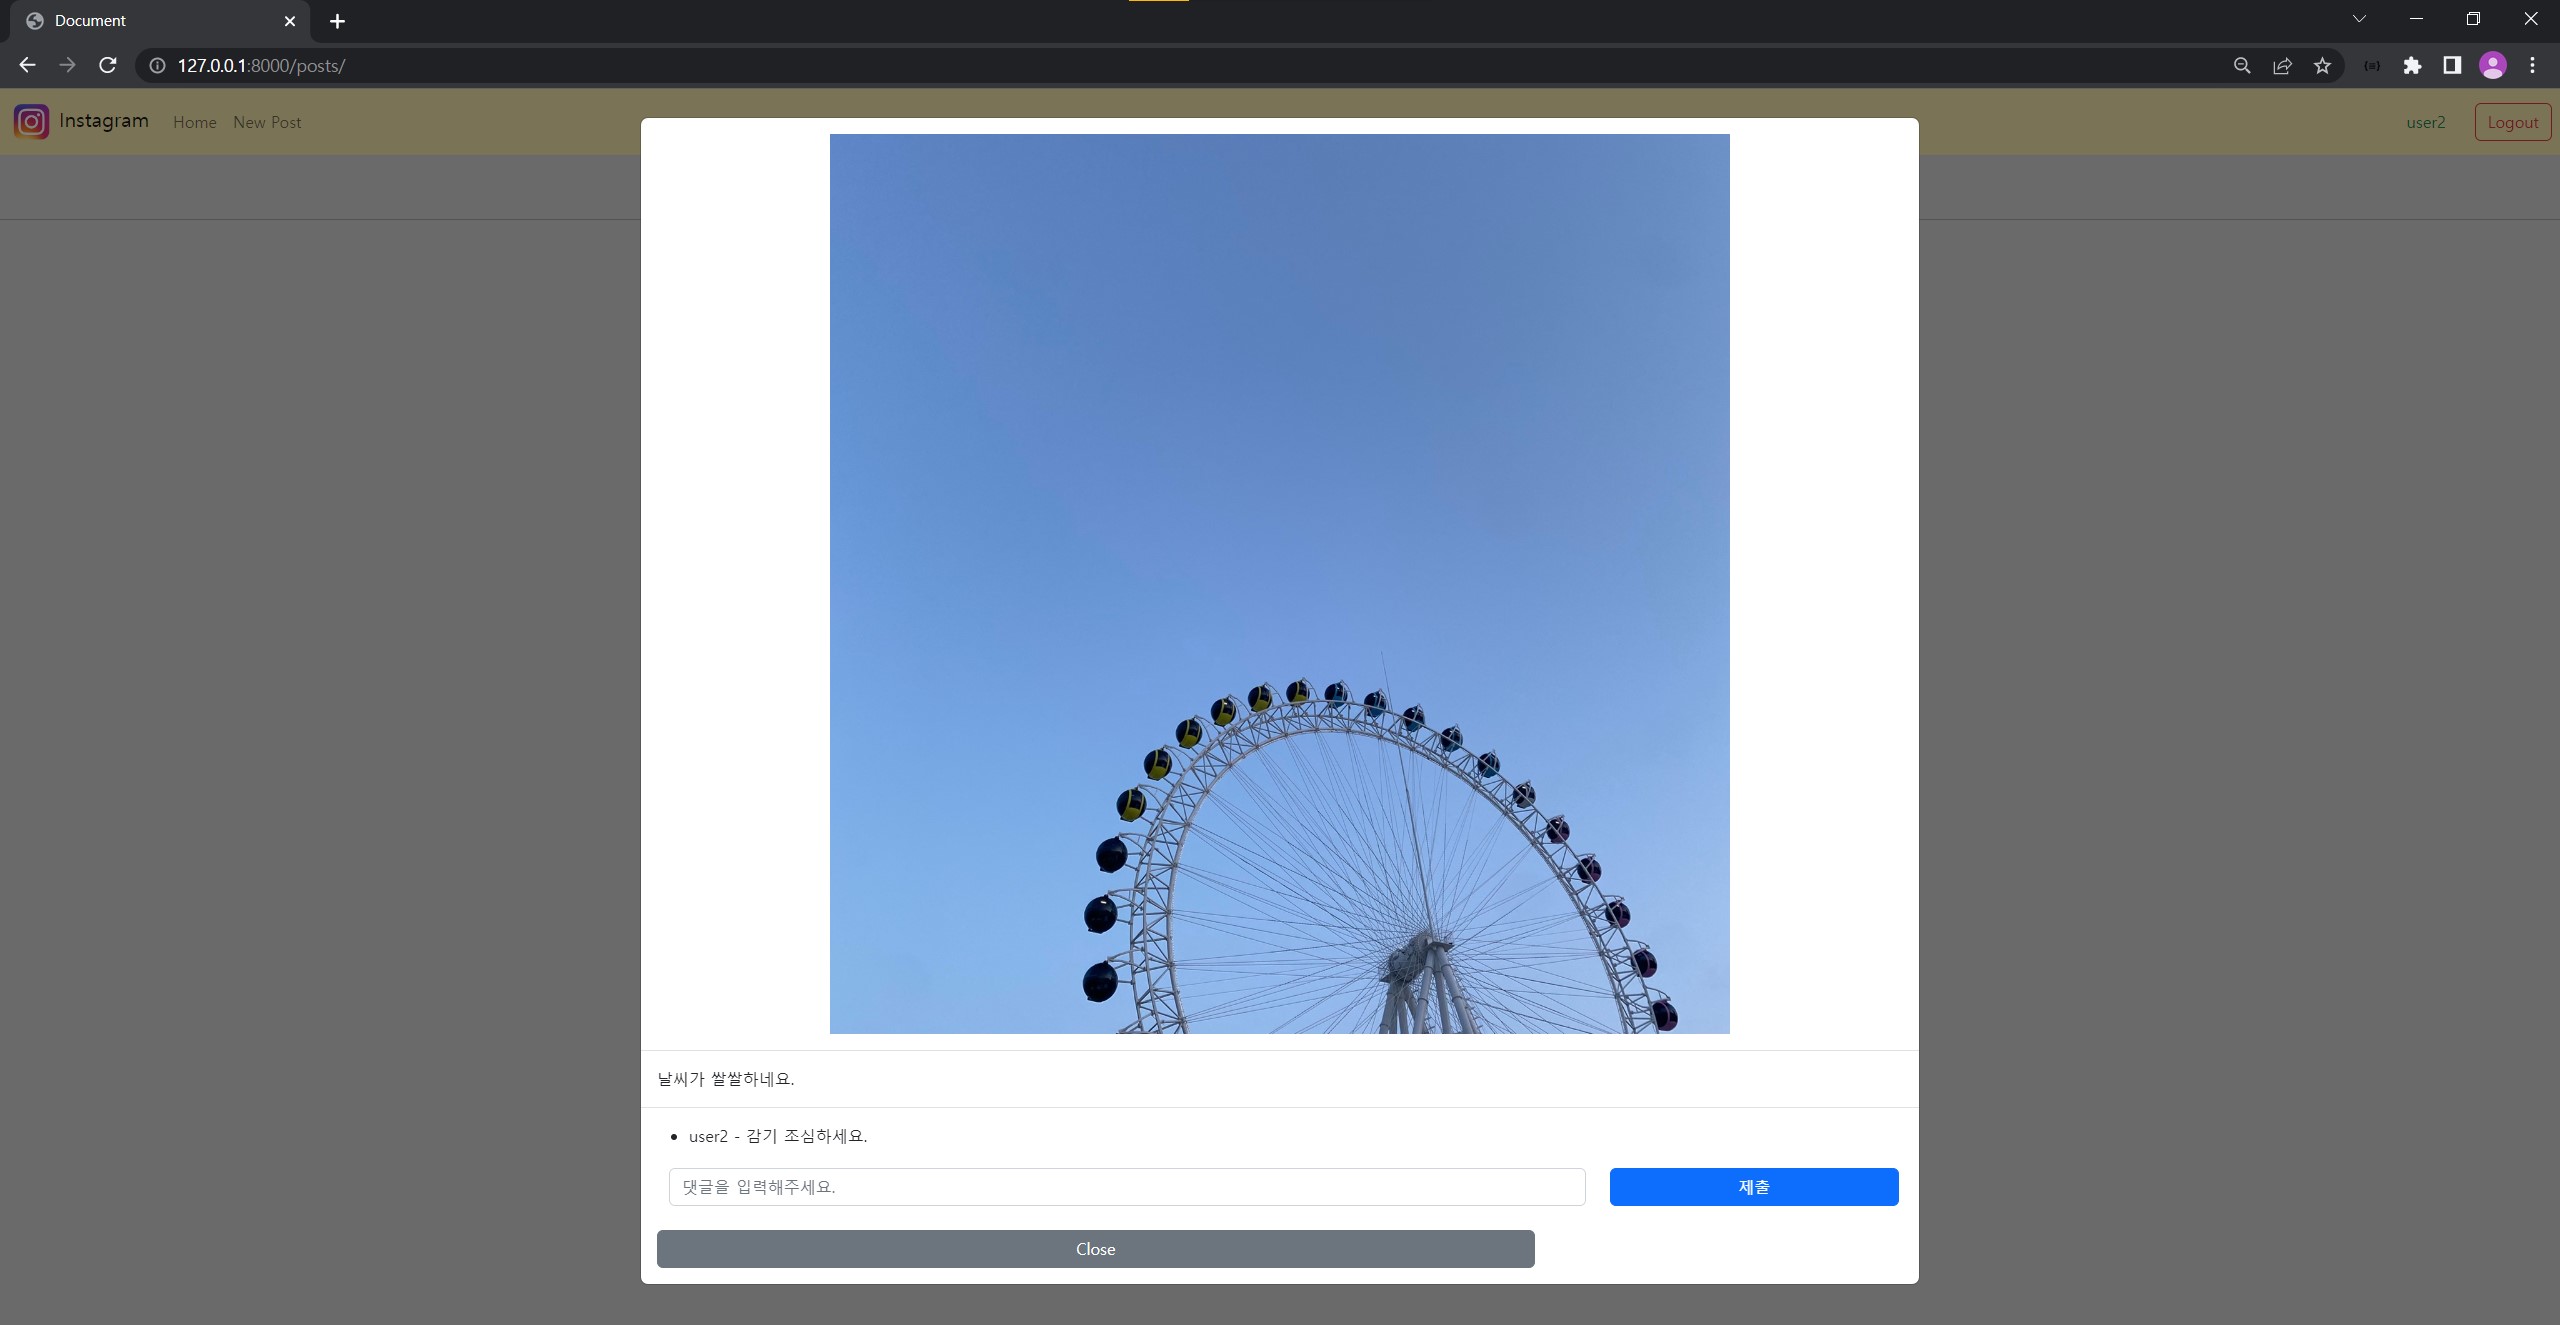 Document
127.0.0.1:8000/posts/
Instagram Home New Post user2 Logout
날씨가 쌀쌀하네요.
user2 - 감기 조심하세요.
댓글을 입력해주세요. 제출
Close